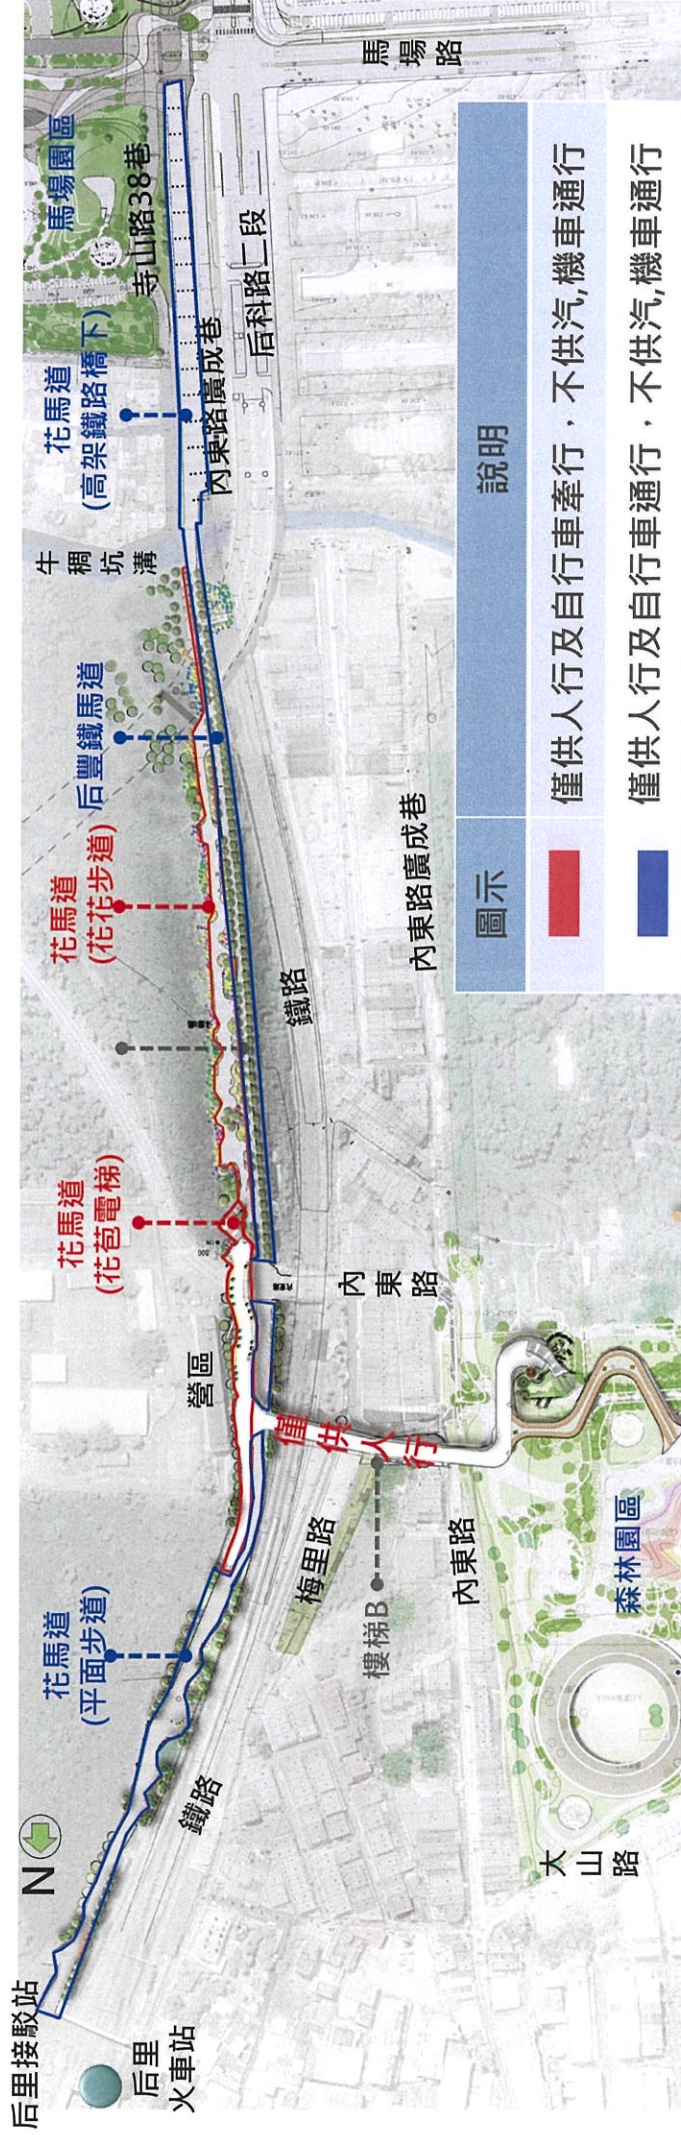 后里接駁站
后里
火車站
N
花馬道
(平面步道)
鐵路
大山路
營區
花馬道
(花苞電梯)
僅供人行
梅里路
樓梯B
內東路
森林園區
內東路
花馬道
(花花步道)
鐵路
后豐鐵馬道
內東路廣成巷
牛稠坑溝
花馬道
(高架鐵路橋下)
內東路廣成巷
馬場園區
寺山路38巷
后科路二段
馬場路
圖示 說明
僅供人行及自行車牽行，不供汽,機車通行
僅供人行及自行車通行，不供汽,機車通行